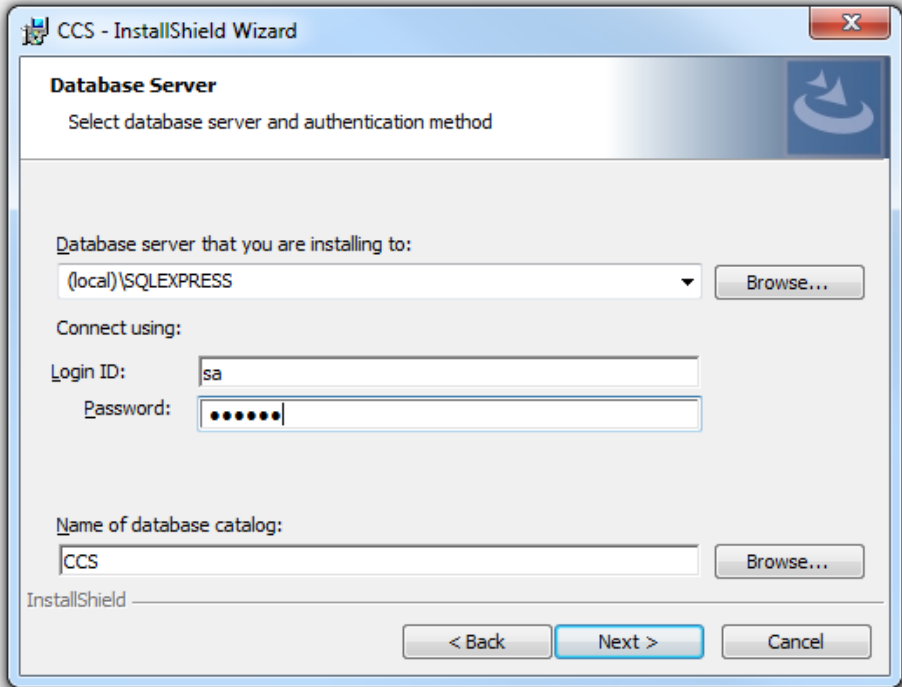 CCS - InstallShield Wizard
Database Server
Select database server and authentication method
Database server that you are installing to:
(local)\SQLEXPRESS
Browse...
Connect using:
Login ID:
sa
Password:
●●●●●●
Name of database catalog:
CCS
Browse...
InstallShield
< Back
Next >
Cancel